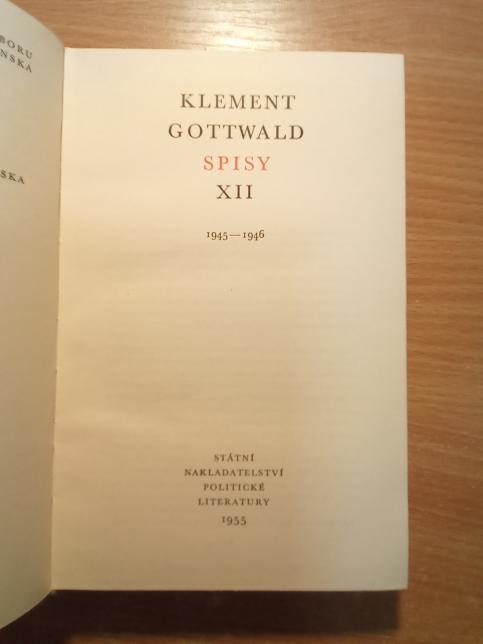 BORU
NSKA
SKA
KLEMENT
GOTTWALD
SPISY
XII
1945—1946
STÁTNÍ
NAKLADATELSTVÍ
POLITICKÉ
LITERATURY
1955